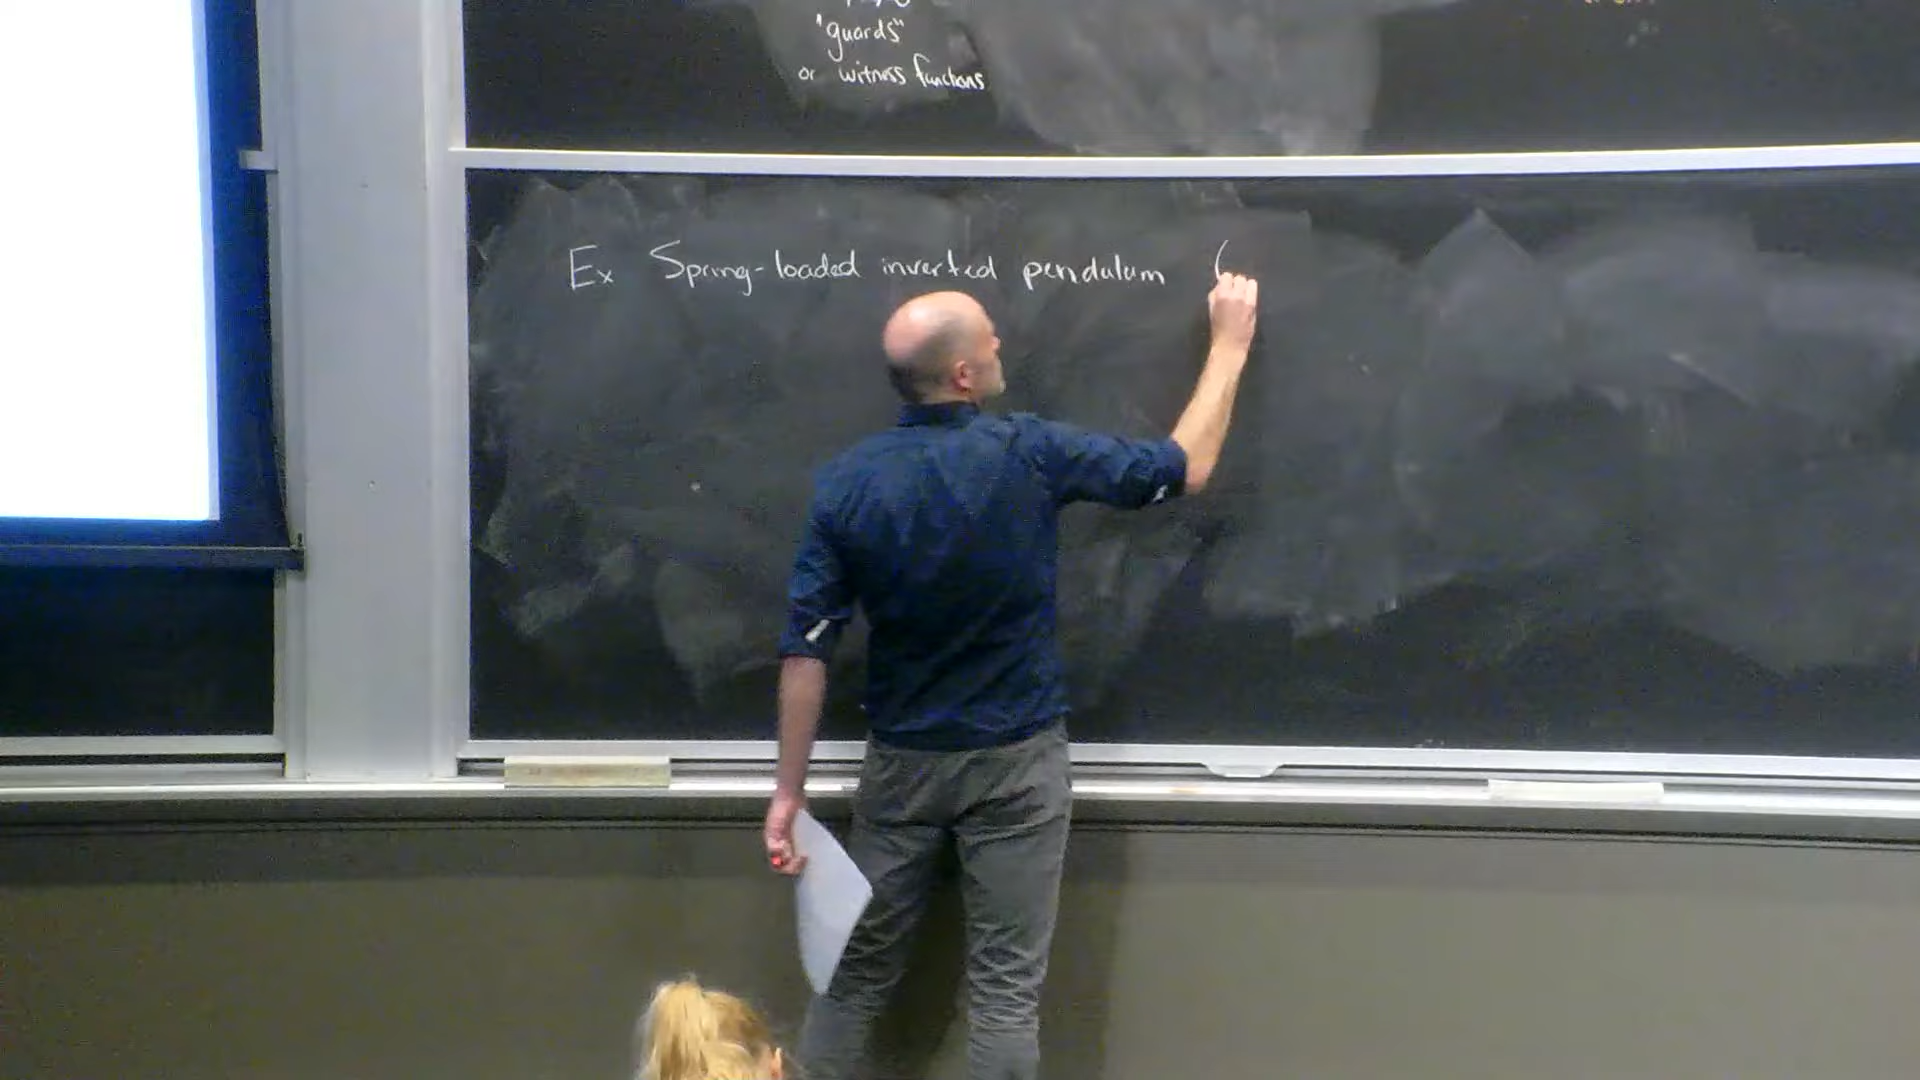 "guards"
or witness functions
Ex Spring-loaded inverted pendulum (